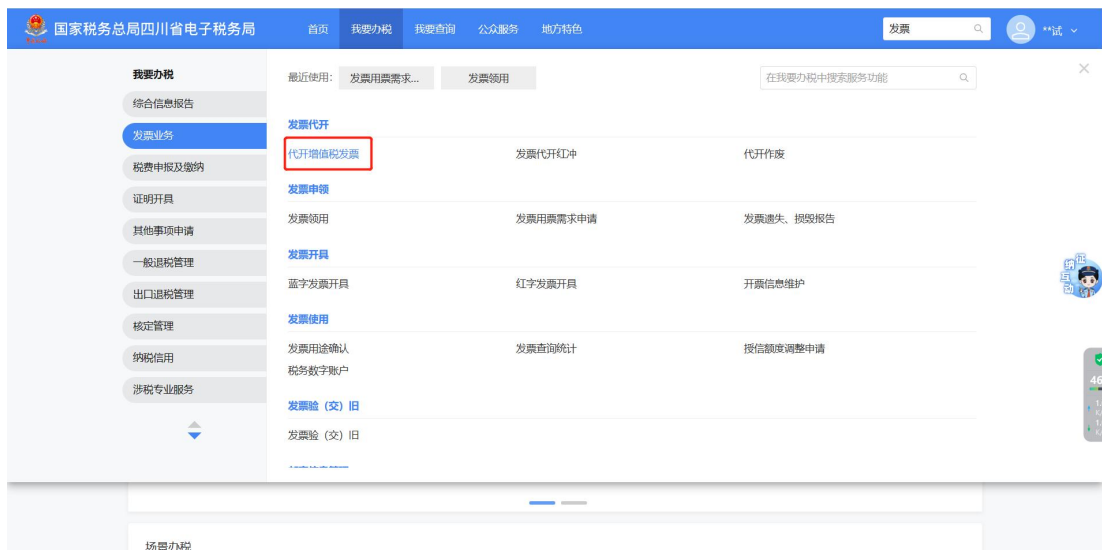 国家税务总局四川省电子税务局 首页 我要办税 我要查询 公众服务 地方特色 发票 **试
我要办税
综合信息报告
发票业务
税费申报及缴纳
证明开具
其他事项申请
一般退税管理
出口退税管理
核定管理
纳税信用
涉税专业服务
最近使用: 发票用票需求... 发票领用 在我要办税中搜索服务功能
发票代开
代开增值税发票 发票代开红冲 代开作废
发票申领
发票领用 发票用票需求申请 发票遗失、损毁报告
发票开具
蓝字发票开具 红字发票开具 开票信息维护
发票使用
发票用途确认 发票查询统计 授信额度调整申请
税务数字账户
发票验（交）旧
发票验（交）旧
征纳互动
46
场景办税